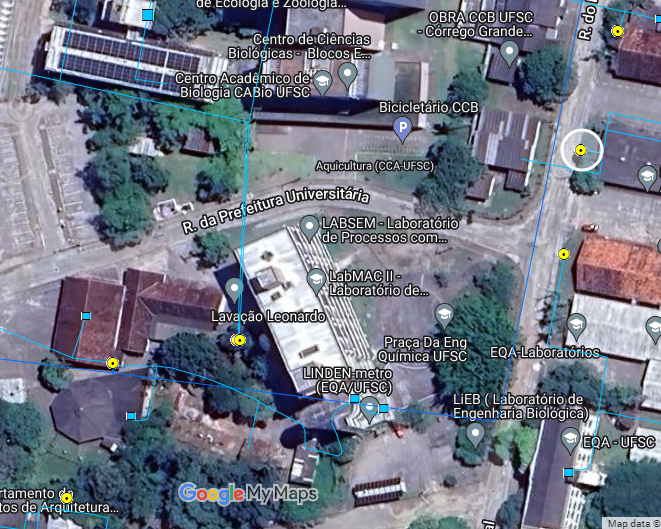 de Ecologia e Zoologia...
OBRA CCB UFSC
- Córrego Grande...
R. do
Centro de Ciências
Biológicas - Blocos E...
Centro Acadêmico de
Biologia CABio UFSC
Bicicletário CCB
P
Aquicultura (CCA-UFSC)
R. da Prefeitura Universitária
LABSEM - Laboratório
de Processos com...
LabMAC II -
Laboratório de...
Lavação Leonardo
Praça Da Eng
Química UFSC
EQA-Laboratórios
LINDEN-metro
(EQA/UFSC)
LiEB ( Laboratório de
Engenharia Biológica)
EQA - UFSC
Google My Maps
tos de Arquitetura...
Map data ©